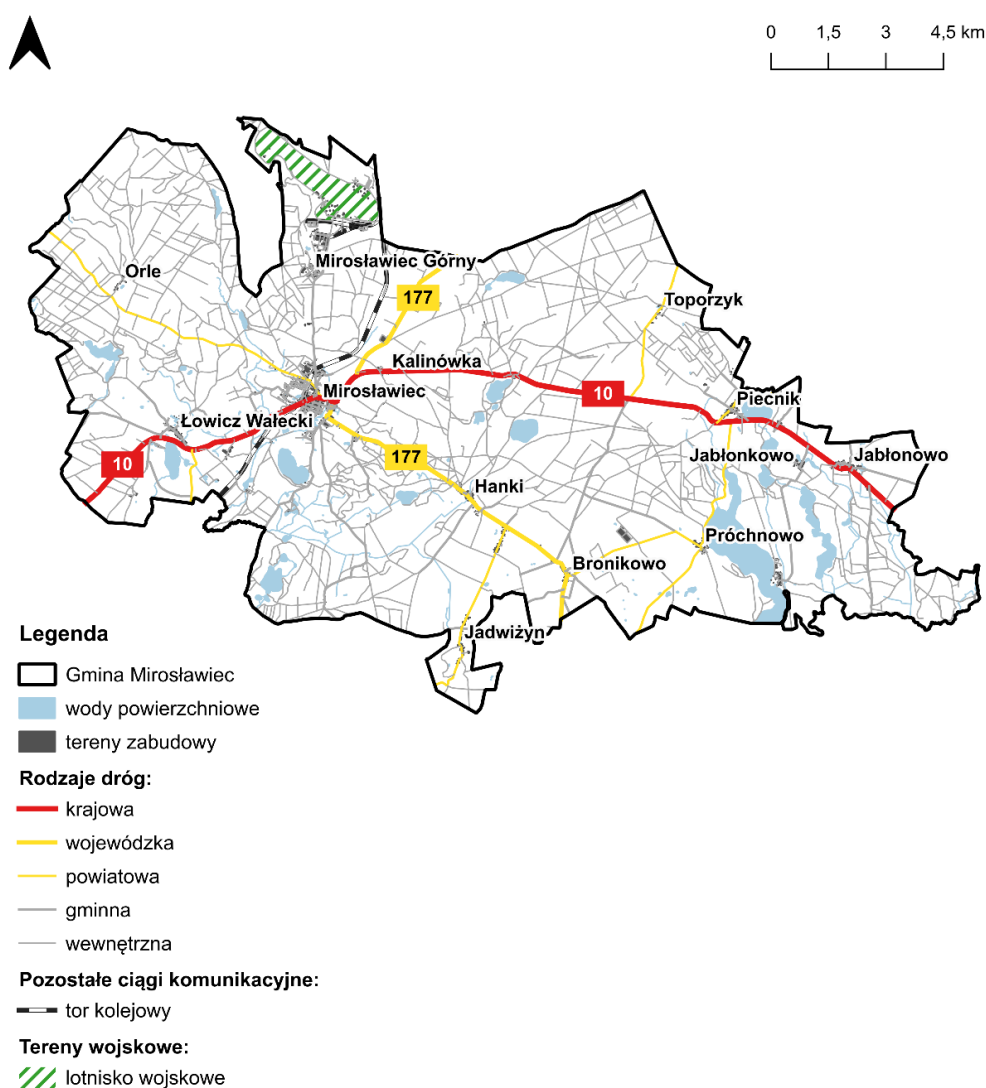 0 1,5 3 4,5 km
Mirosławiec Górny
Orle
177
Toporzyk
Kalinówka
10
Mirosławiec
Piecnik
Łowicz Wałecki
177
Jabłonkowo
Jabłonowo
10
Hanki
Próchnowo
Bronikowo
Jadwiżyn
Legenda
Gmina Mirosławiec
wody powierzchniowe
tereny zabudowy
Rodzaje dróg:
krajowa
wojewódzka
powiatowa
gminna
wewnętrzna
Pozostałe ciągi komunikacyjne:
tor kolejowy
Tereny wojskowe:
lotnisko wojskowe